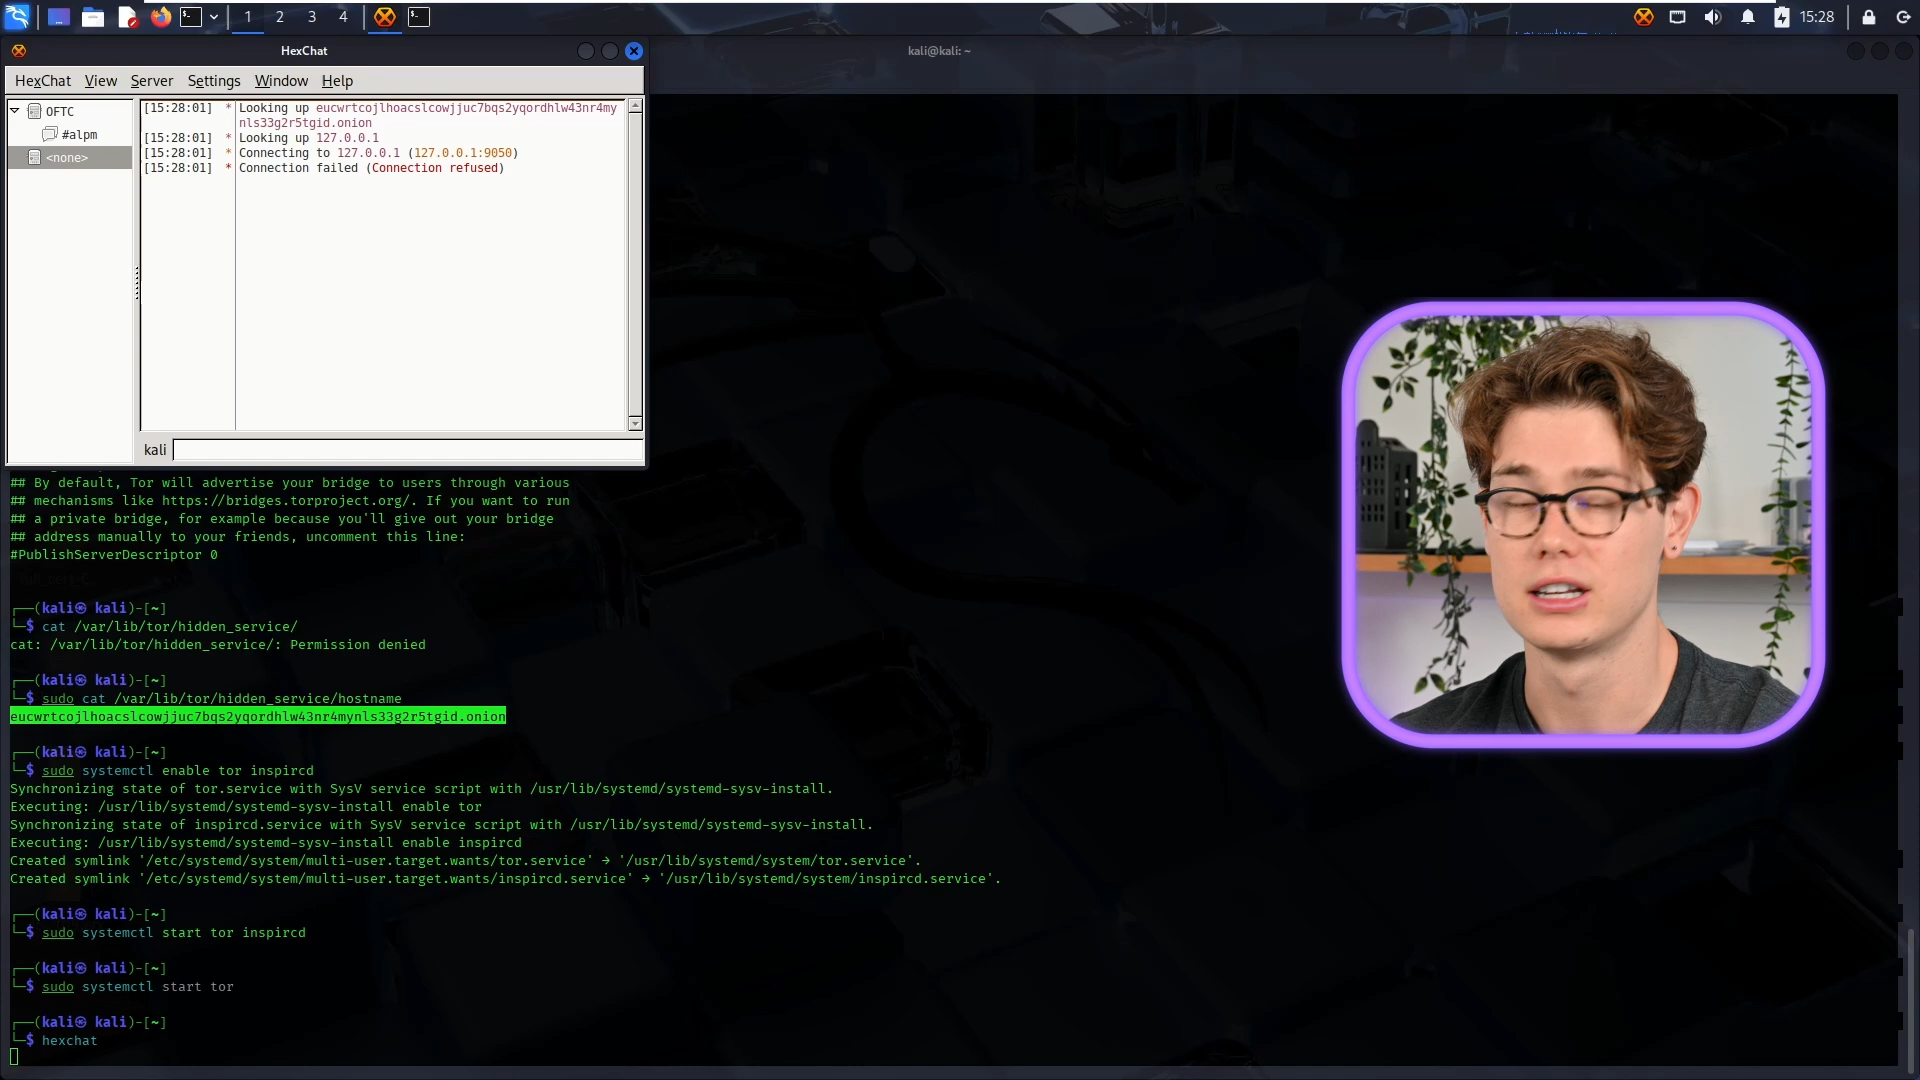 1 2 3 4
15:28
HexChat
kali@kali: ~
HexChat View Server Settings Window Help
OFTC
#alpm
<none>
[15:28:01] * Looking up eucwrtcojlhoacslcowjjuc7bqs2yqordhlw43nr4my
nls33g2r5tgid.onion
[15:28:01] * Looking up 127.0.0.1
[15:28:01] * Connecting to 127.0.0.1 (127.0.0.1:9050)
[15:28:01] * Connection failed (Connection refused)
kali
## By default, Tor will advertise your bridge to users through various
## mechanisms like https://bridges.torproject.org/. If you want to run
## a private bridge, for example because you'll give out your bridge
## address manually to your friends, uncomment this line:
#PublishServerDescriptor 0
┌──(kali㉿ kali)-[~]
└─$ cat /var/lib/tor/hidden_service/
cat: /var/lib/tor/hidden_service/: Permission denied
┌──(kali㉿ kali)-[~]
└─$ sudo cat /var/lib/tor/hidden_service/hostname
eucwrtcojlhoacslcowjjuc7bqs2yqordhlw43nr4mynls33g2r5tgid.onion
┌──(kali㉿ kali)-[~]
└─$ sudo systemctl enable tor inspircd
Synchronizing state of tor.service with SysV service script with /usr/lib/systemd/systemd-sysv-install.
Executing: /usr/lib/systemd/systemd-sysv-install enable tor
Synchronizing state of inspircd.service with SysV service script with /usr/lib/systemd/systemd-sysv-install.
Executing: /usr/lib/systemd/systemd-sysv-install enable inspircd
Created symlink '/etc/systemd/system/multi-user.target.wants/tor.service' → '/usr/lib/systemd/system/tor.service'.
Created symlink '/etc/systemd/system/multi-user.target.wants/inspircd.service' → '/usr/lib/systemd/system/inspircd.service'.
┌──(kali㉿ kali)-[~]
└─$ sudo systemctl start tor inspircd
┌──(kali㉿ kali)-[~]
└─$ sudo systemctl start tor
┌──(kali㉿ kali)-[~]
└─$ hexchat